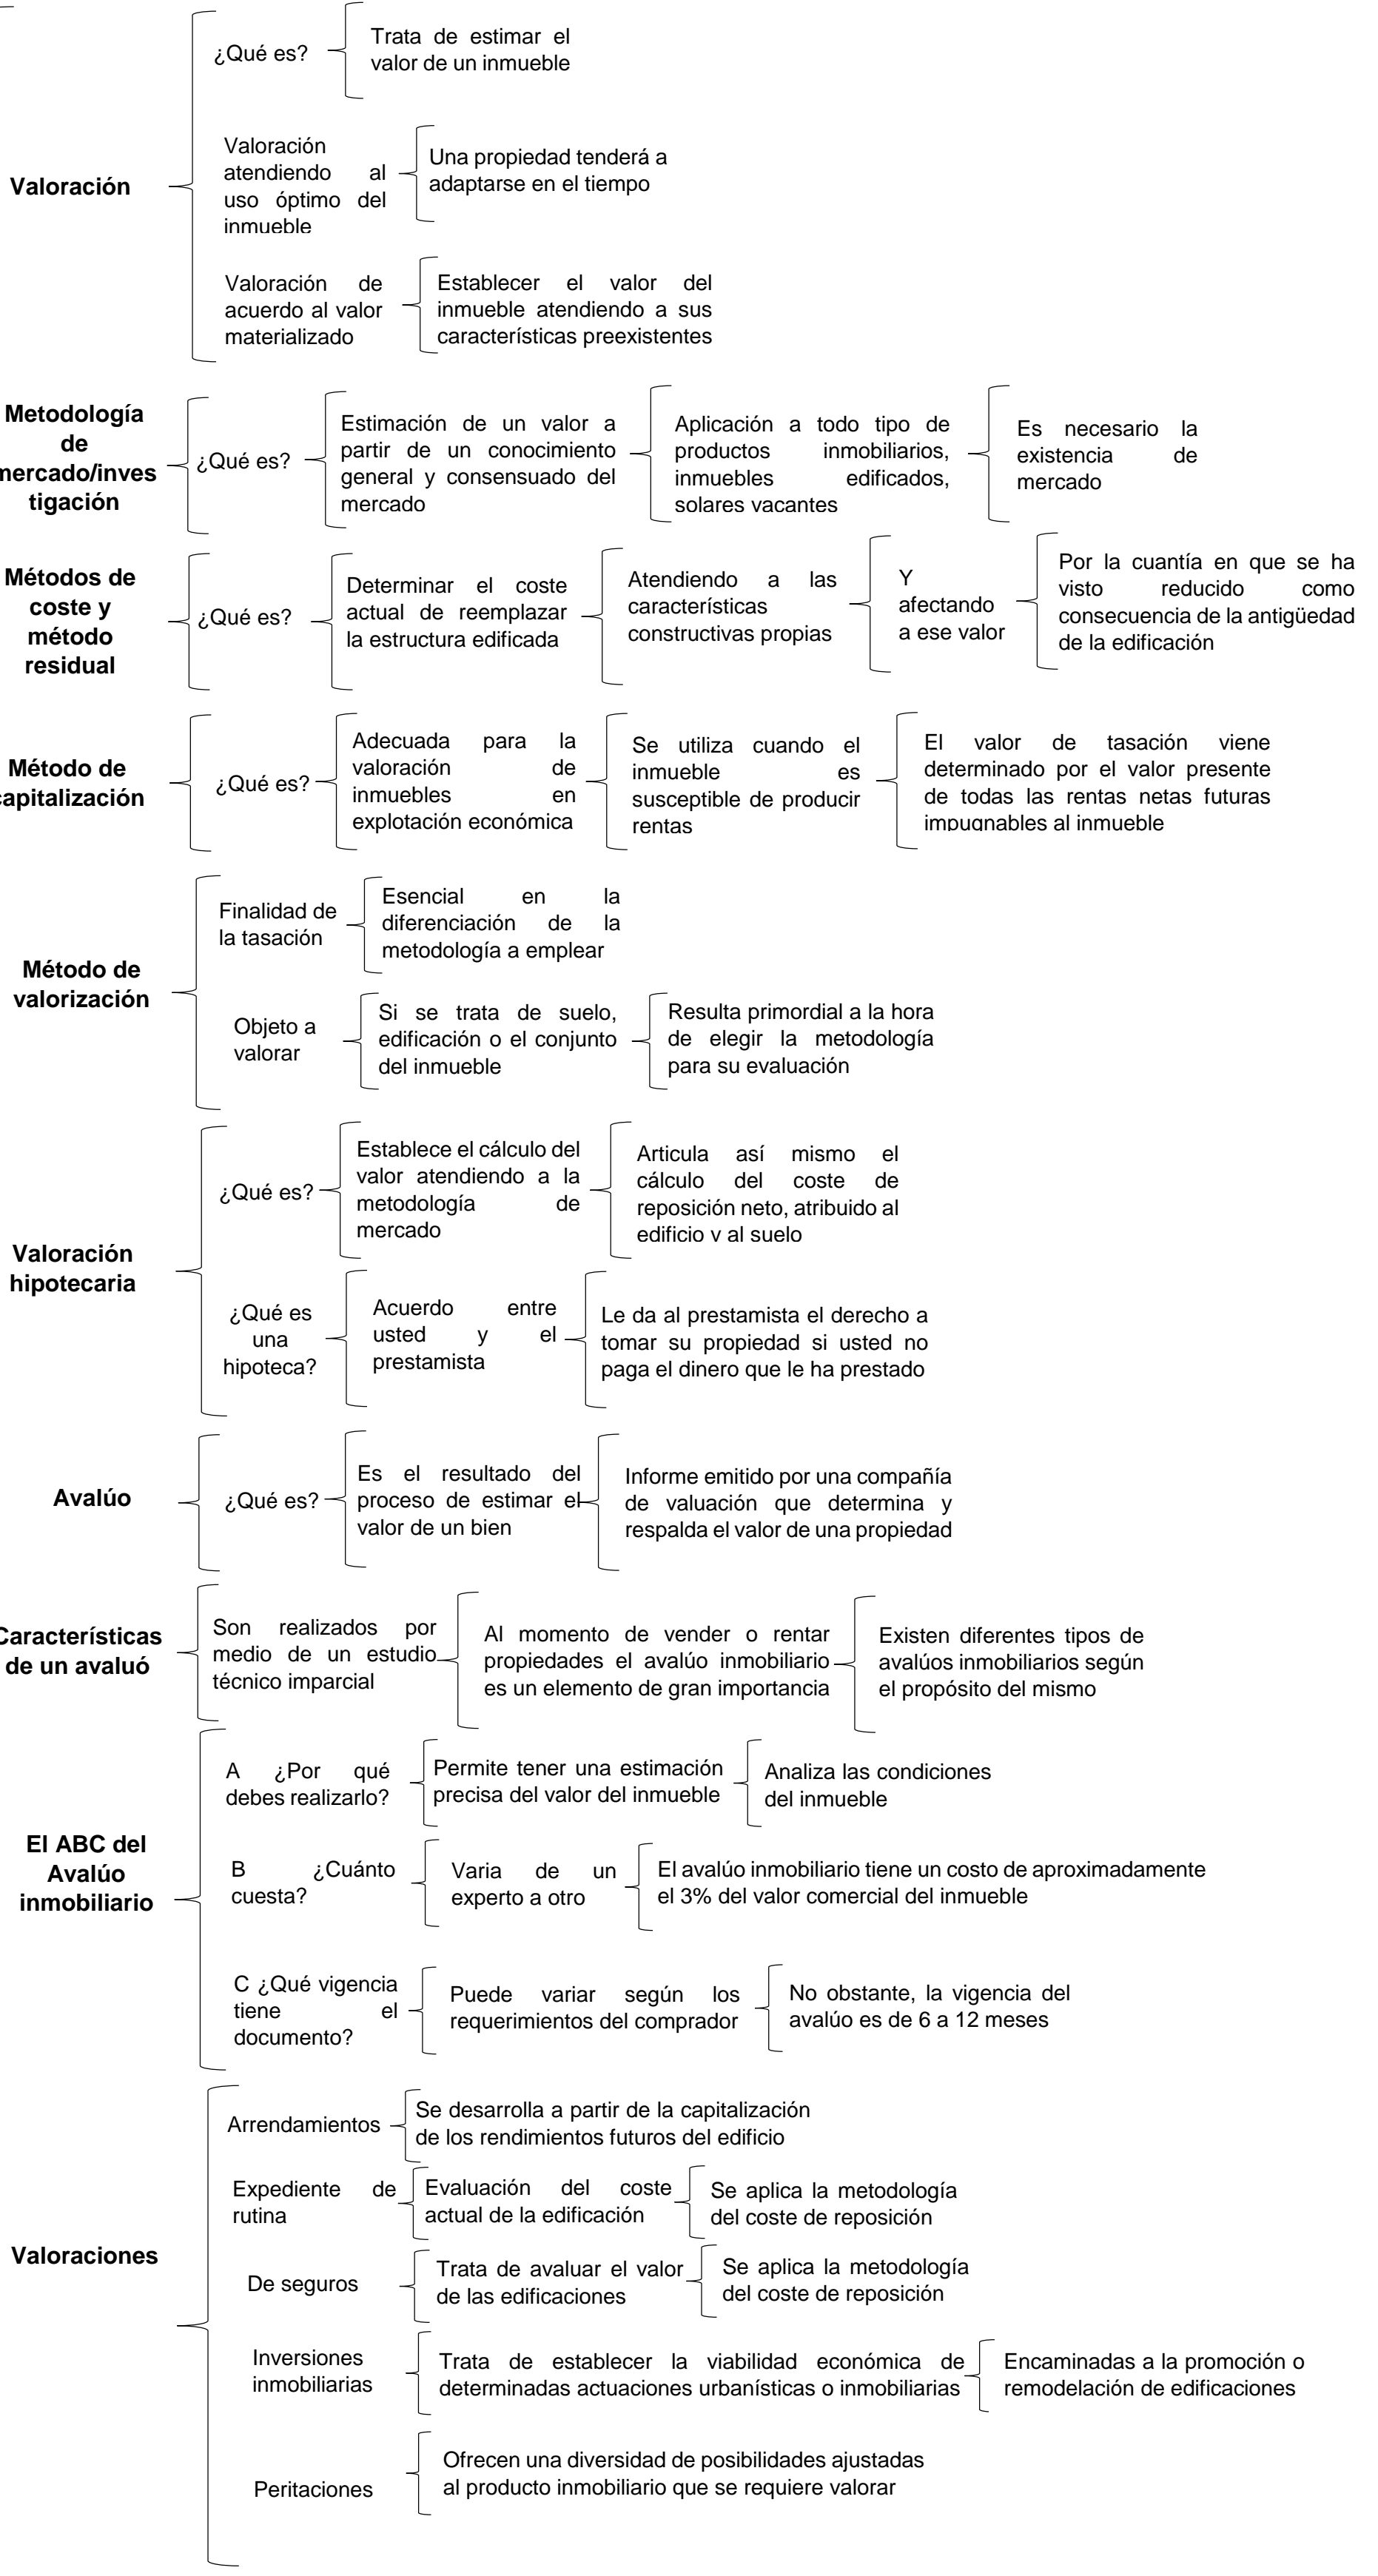 ¿Qué es?
Trata de estimar el
valor de un inmueble
Valoración
Valoración
atendiendo al
uso óptimo del
inmueble
Una propiedad tenderá a
adaptarse en el tiempo
Valoración de
acuerdo al valor
materializado
Establecer el valor del
inmueble atendiendo a sus
características preexistentes
Metodología
de
mercado/inves
tigación
¿Qué es?
Estimación de un valor a
partir de un conocimiento
general y consensuado del
mercado
Aplicación a todo tipo de
productos inmobiliarios,
inmuebles edificados,
solares vacantes
Es necesario la
existencia de
mercado
Métodos de
coste y
método
residual
¿Qué es?
Determinar el coste
actual de reemplazar
la estructura edificada
Atendiendo a las
características
constructivas propias
Y
afectando
a ese valor
Por la cuantía en que se ha
visto reducido como
consecuencia de la antigüedad
de la edificación
Método de
capitalización
¿Qué es?
Adecuada para la
valoración de
inmuebles en
explotación económica
Se utiliza cuando el
inmueble es
susceptible de producir
rentas
El valor de tasación viene
determinado por el valor presente
de todas las rentas netas futuras
impugnables al inmueble
Método de
valorización
Finalidad de
la tasación
Esencial en la
diferenciación de la
metodología a emplear
Objeto a
valorar
Si se trata de suelo,
edificación o el conjunto
del inmueble
Resulta primordial a la hora
de elegir la metodología
para su evaluación
Valoración
hipotecaria
¿Qué es?
Establece el cálculo del
valor atendiendo a la
metodología de
mercado
Articula así mismo el
cálculo del coste de
reposición neto, atribuido al
edificio y al suelo
¿Qué es
una
hipoteca?
Acuerdo entre
usted y el
prestamista
Le da al prestamista el derecho a
tomar su propiedad si usted no
paga el dinero que le ha prestado
Avalúo
¿Qué es?
Es el resultado del
proceso de estimar el
valor de un bien
Informe emitido por una compañía
de valuación que determina y
respalda el valor de una propiedad
Características
de un avaluó
Son realizados por
medio de un estudio
técnico imparcial
Al momento de vender o rentar
propiedades el avalúo inmobiliario
es un elemento de gran importancia
Existen diferentes tipos de
avalúos inmobiliarios según
el propósito del mismo
El ABC del
Avalúo
inmobiliario
A ¿Por qué
debes realizarlo?
Permite tener una estimación
precisa del valor del inmueble
Analiza las condiciones
del inmueble
B ¿Cuánto
cuesta?
Varia de un
experto a otro
El avalúo inmobiliario tiene un costo de aproximadamente
el 3% del valor comercial del inmueble
C ¿Qué vigencia
tiene el
documento?
Puede variar según los
requerimientos del comprador
No obstante, la vigencia del
avalúo es de 6 a 12 meses
Valoraciones
Arrendamientos
Se desarrolla a partir de la capitalización
de los rendimientos futuros del edificio
Expediente de
rutina
Evaluación del coste
actual de la edificación
Se aplica la metodología
del coste de reposición
De seguros
Trata de avaluar el valor
de las edificaciones
Se aplica la metodología
del coste de reposición
Inversiones
inmobiliarias
Trata de establecer la viabilidad económica de
determinadas actuaciones urbanísticas o inmobiliarias
Encaminadas a la promoción o
remodelación de edificaciones
Peritaciones
Ofrecen una diversidad de posibilidades ajustadas
al producto inmobiliario que se requiere valorar